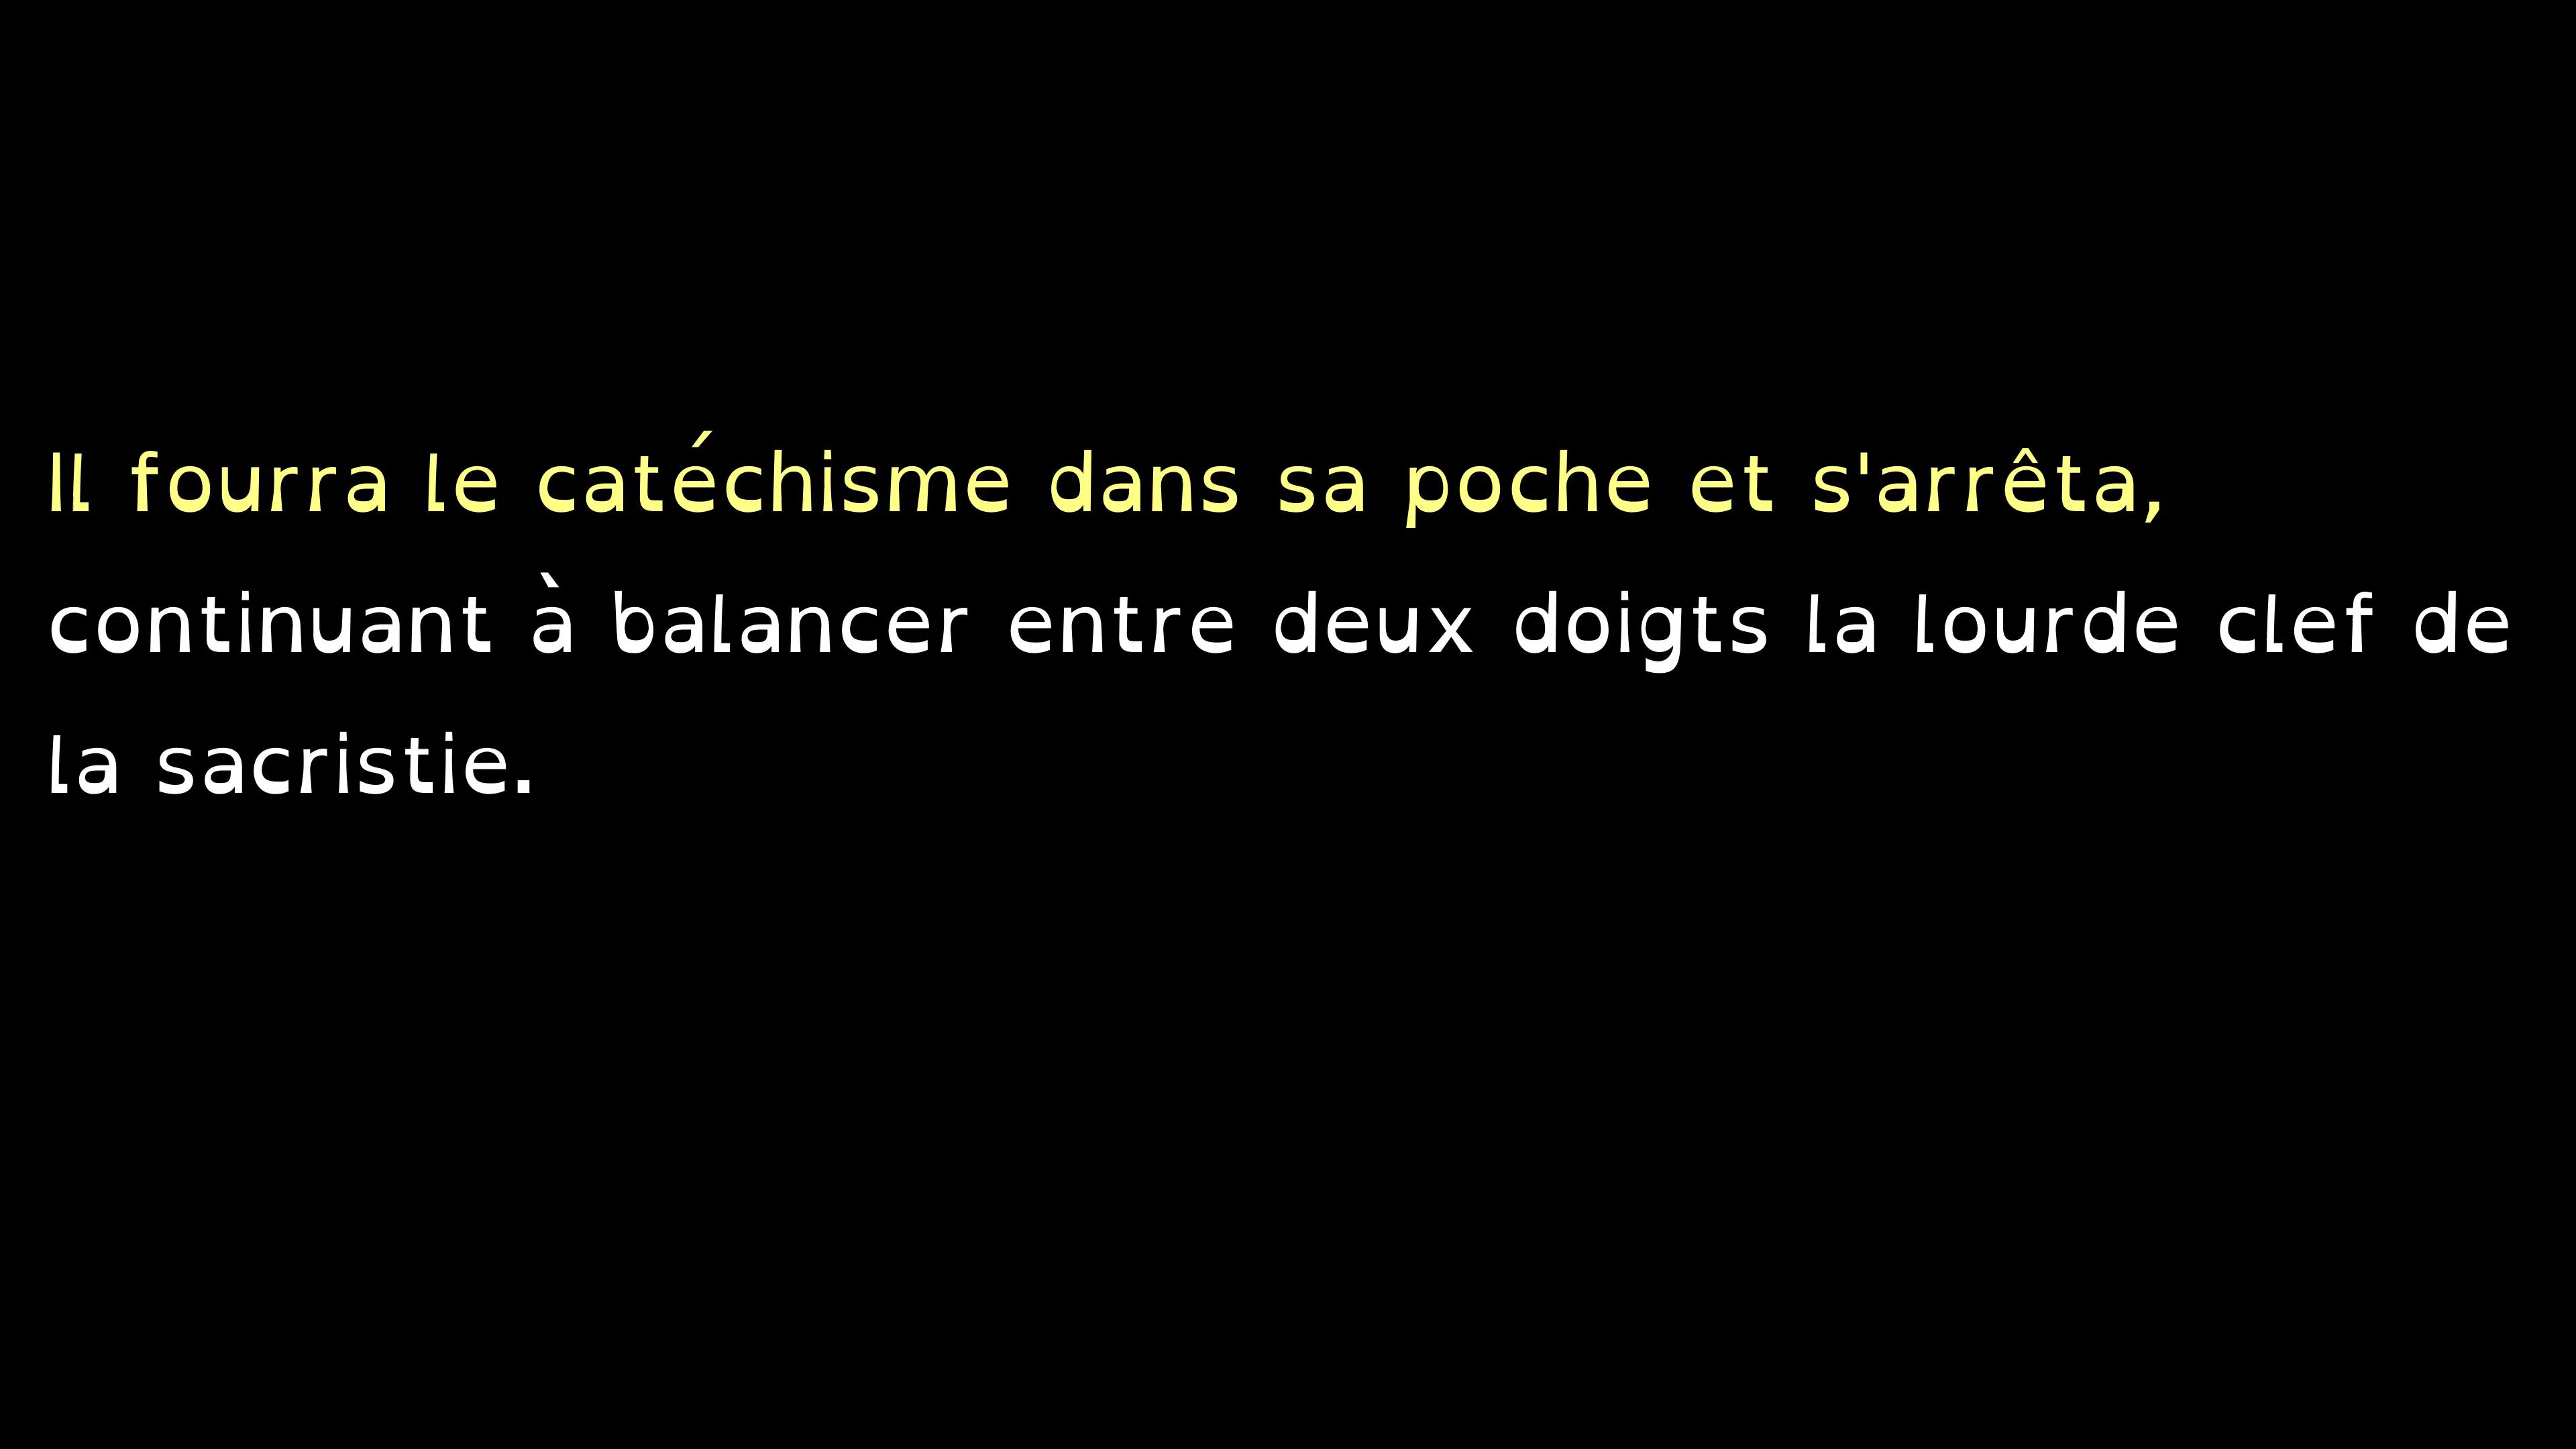 Il fourra le catéchisme dans sa poche et s'arrêta,
continuant à balancer entre deux doigts la lourde clef de
la sacristie.